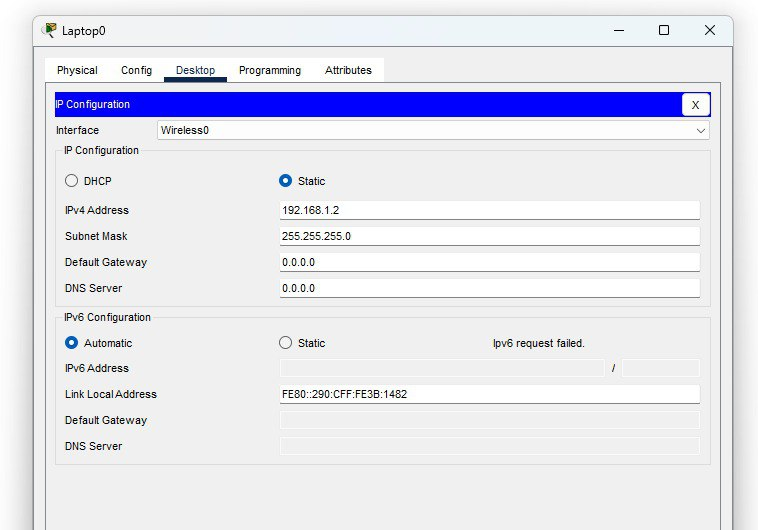 Laptop0
Physical Config Desktop Programming Attributes
IP Configuration X
Interface Wireless0
IP Configuration
DHCP Static
IPv4 Address 192.168.1.2
Subnet Mask 255.255.255.0
Default Gateway 0.0.0.0
DNS Server 0.0.0.0
IPv6 Configuration
Automatic Static Ipv6 request failed.
IPv6 Address /
Link Local Address FE80::290:CFF:FE3B:1482
Default Gateway
DNS Server